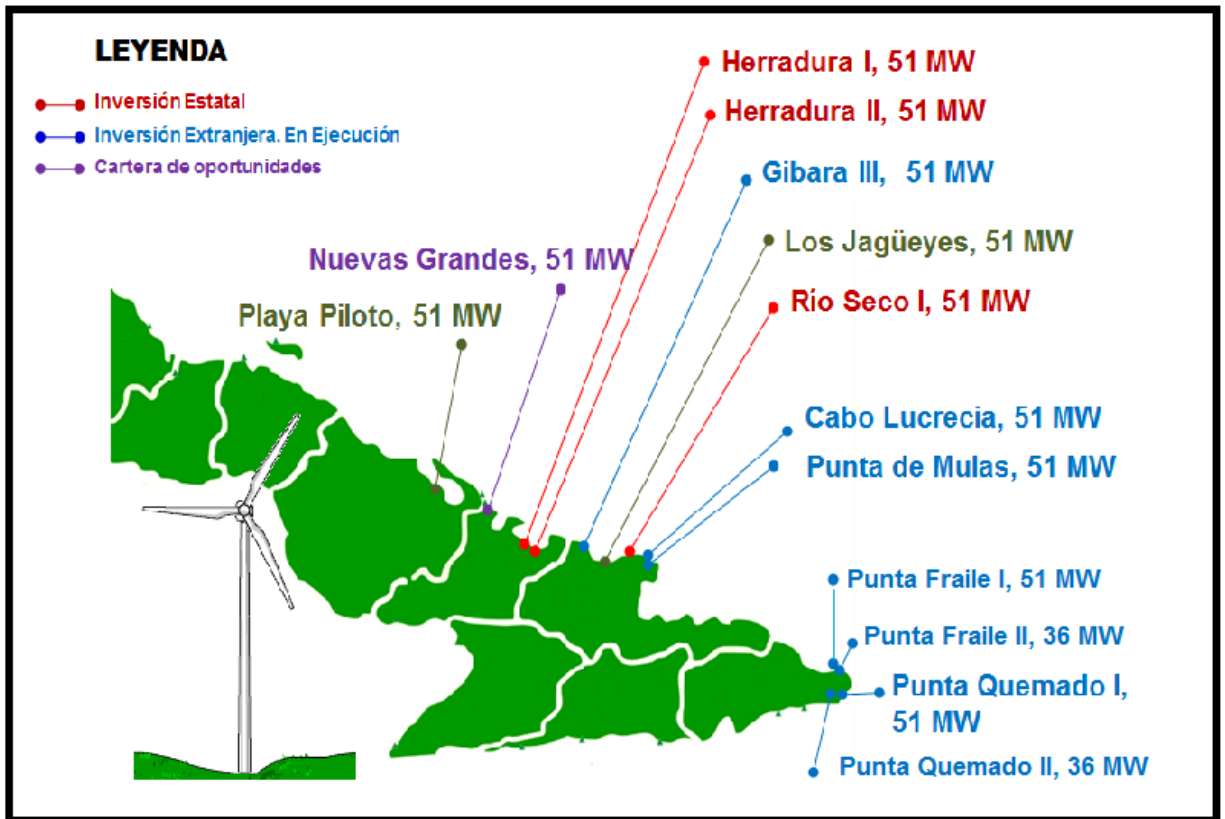 LEYENDA
Inversión Estatal
Inversión Extranjera. En Ejecución
Cartera de oportunidades
Herradura I, 51 MW
Herradura II, 51 MW
Gibara III, 51 MW
Los Jagüeyes, 51 MW
Nuevas Grandes, 51 MW
Río Seco I, 51 MW
Playa Piloto, 51 MW
Cabo Lucrecia, 51 MW
Punta de Mulas, 51 MW
Punta Fraile I, 51 MW
Punta Fraile II, 36 MW
Punta Quemado I,
51 MW
Punta Quemado II, 36 MW